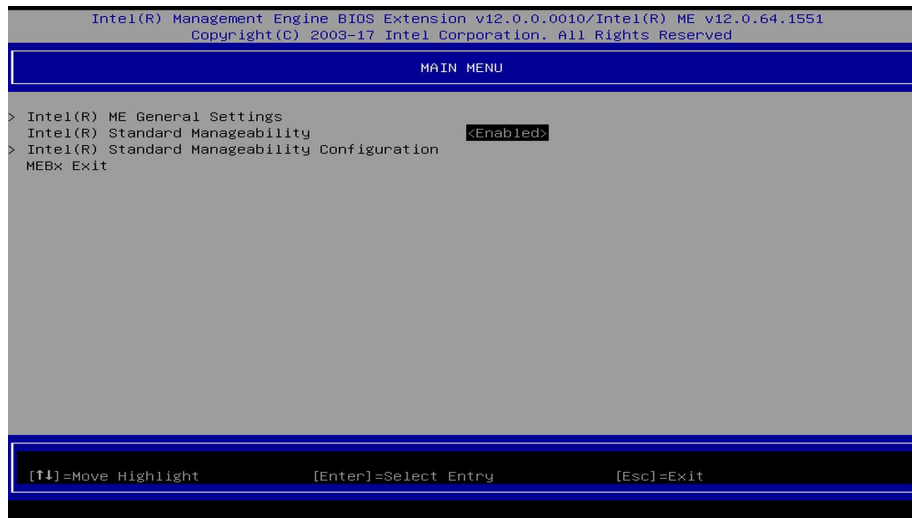 Intel(R) Management Engine BIOS Extension v12.0.0.0010/Intel(R) ME v12.0.64.1551
Copyright(C) 2003-17 Intel Corporation. All Rights Reserved
MAIN MENU
> Intel(R) ME General Settings
Intel(R) Standard Manageability <Enabled>
> Intel(R) Standard Manageability Configuration
MEBx Exit
[↑↓]=Move Highlight [Enter]=Select Entry [Esc]=Exit